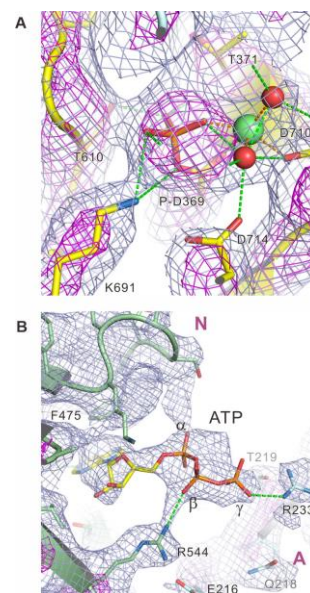 A
T371
D710
T610
P-D369
D714
K691
B
N
F475
ATP
α
T219
β
γ
R233
R544
A
E216
Q218